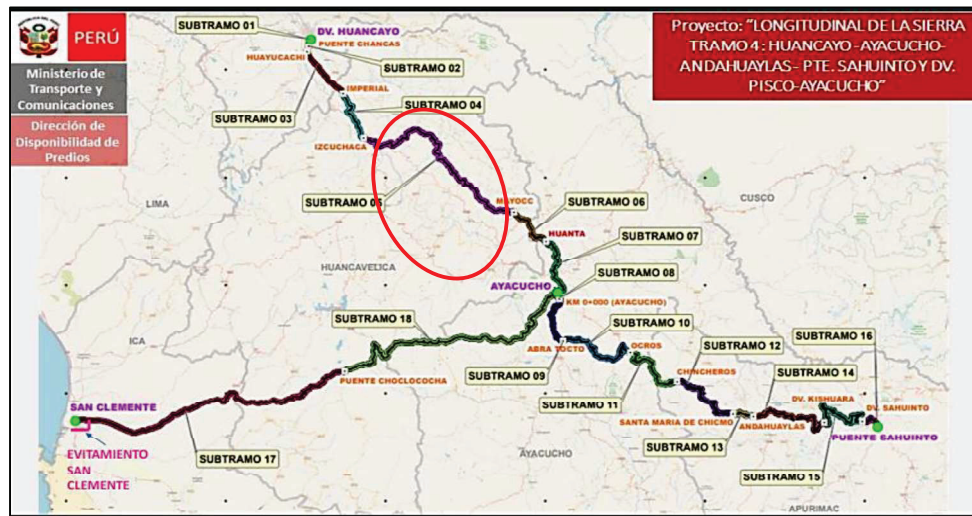 PERÚ
Ministerio de
Transporte y
Comunicaciones
Dirección de
Disponibilidad de
Predios
Proyecto: "LONGITUDINAL DE LA SIERRA
TRAMO 4: HUANCAYO -AYACUCHO-
ANDAHUAYLAS - PTE. SAHUINTO Y DV.
PISCO-AYACUCHO"
SUBTRAMO 01
DV. HUANCAYO
PUENTE CHANCAS
HUAYUCACHI
SUBTRAMO 02
IMPERIAL
SUBTRAMO 04
SUBTRAMO 03
IZCUCHACA
LIMA
CUSCO
SUBTRAMO 05
MAYOCC
SUBTRAMO 06
HUANTA
SUBTRAMO 07
HUANCAVELICA
SUBTRAMO 08
AYACUCHO
KM 0+000 (AYACUCHO)
SUBTRAMO 18
SUBTRAMO 10
SUBTRAMO 16
ICA
ABRA TOCTO
OCROS
SUBTRAMO 12
SUBTRAMO 09
CHINCHEROS
SUBTRAMO 14
PUENTE CHOCLOCOCHA
SUBTRAMO 11
DV. KISHUARA
SAN CLEMENTE
DV. SAHUINTO
SANTA MARIA DE CHICMO
ANDAHUAYLAS
PUENTE SAHUINTO
SUBTRAMO 13
EVITAMIENTO
SAN
CLEMENTE
SUBTRAMO 17
AYACUCHO
SUBTRAMO 15
APURIMAC